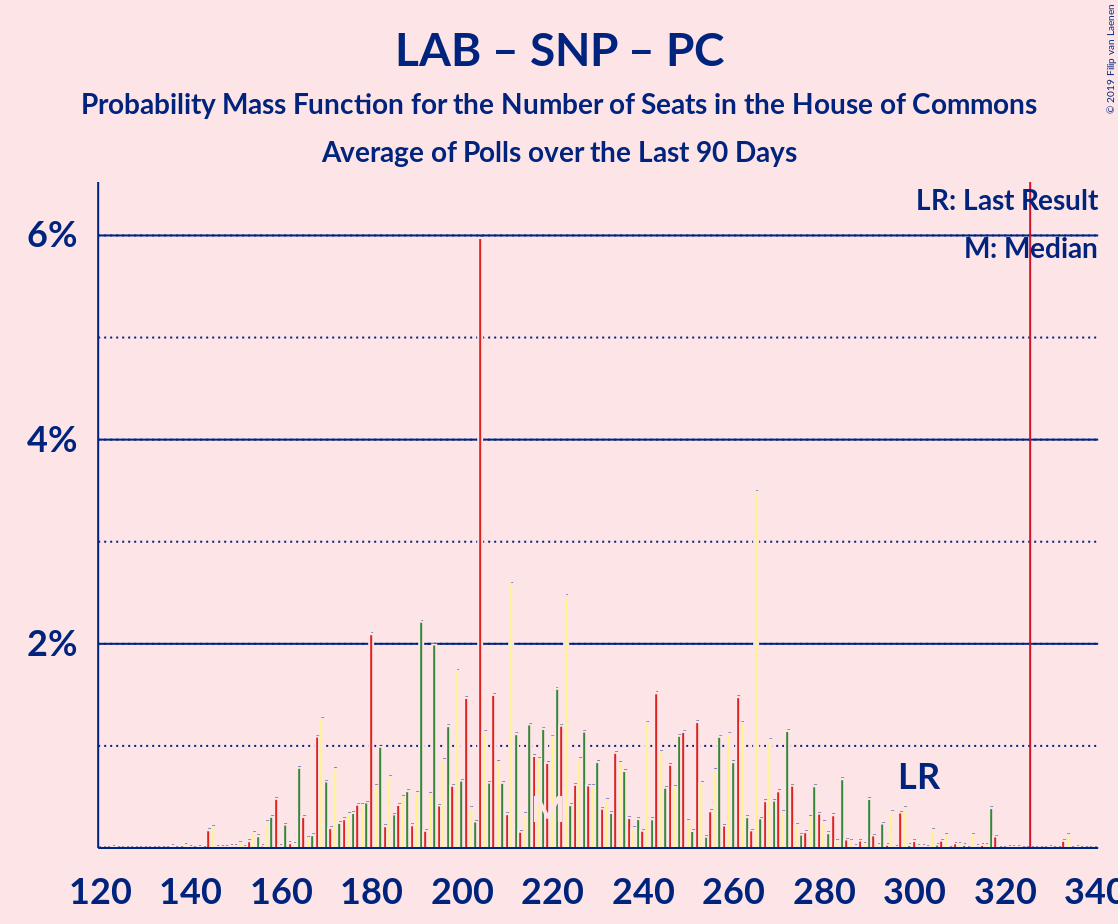 LAB – SNP – PC
Probability Mass Function for the Number of Seats in the House of Commons
Average of Polls over the Last 90 Days
© 2019 Filip van Laenen
LR: Last Result
M: Median
6%
4%
2%
LR
M
120 140 160 180 200 220 240 260 280 300 320 340